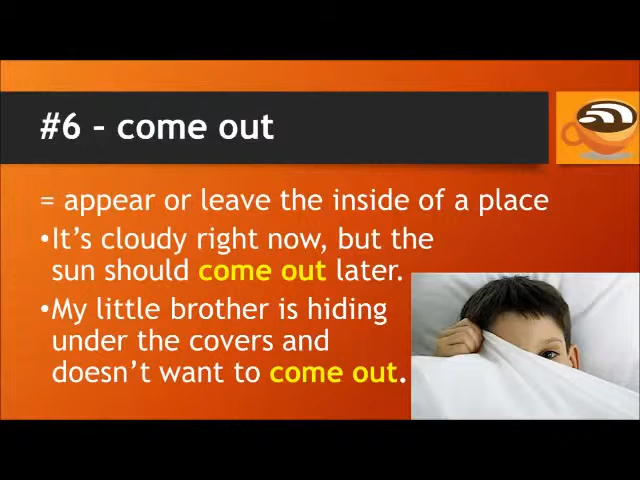 #6 – come out
= appear or leave the inside of a place
•It’s cloudy right now, but the
sun should come out later.
•My little brother is hiding
under the covers and
doesn’t want to come out.